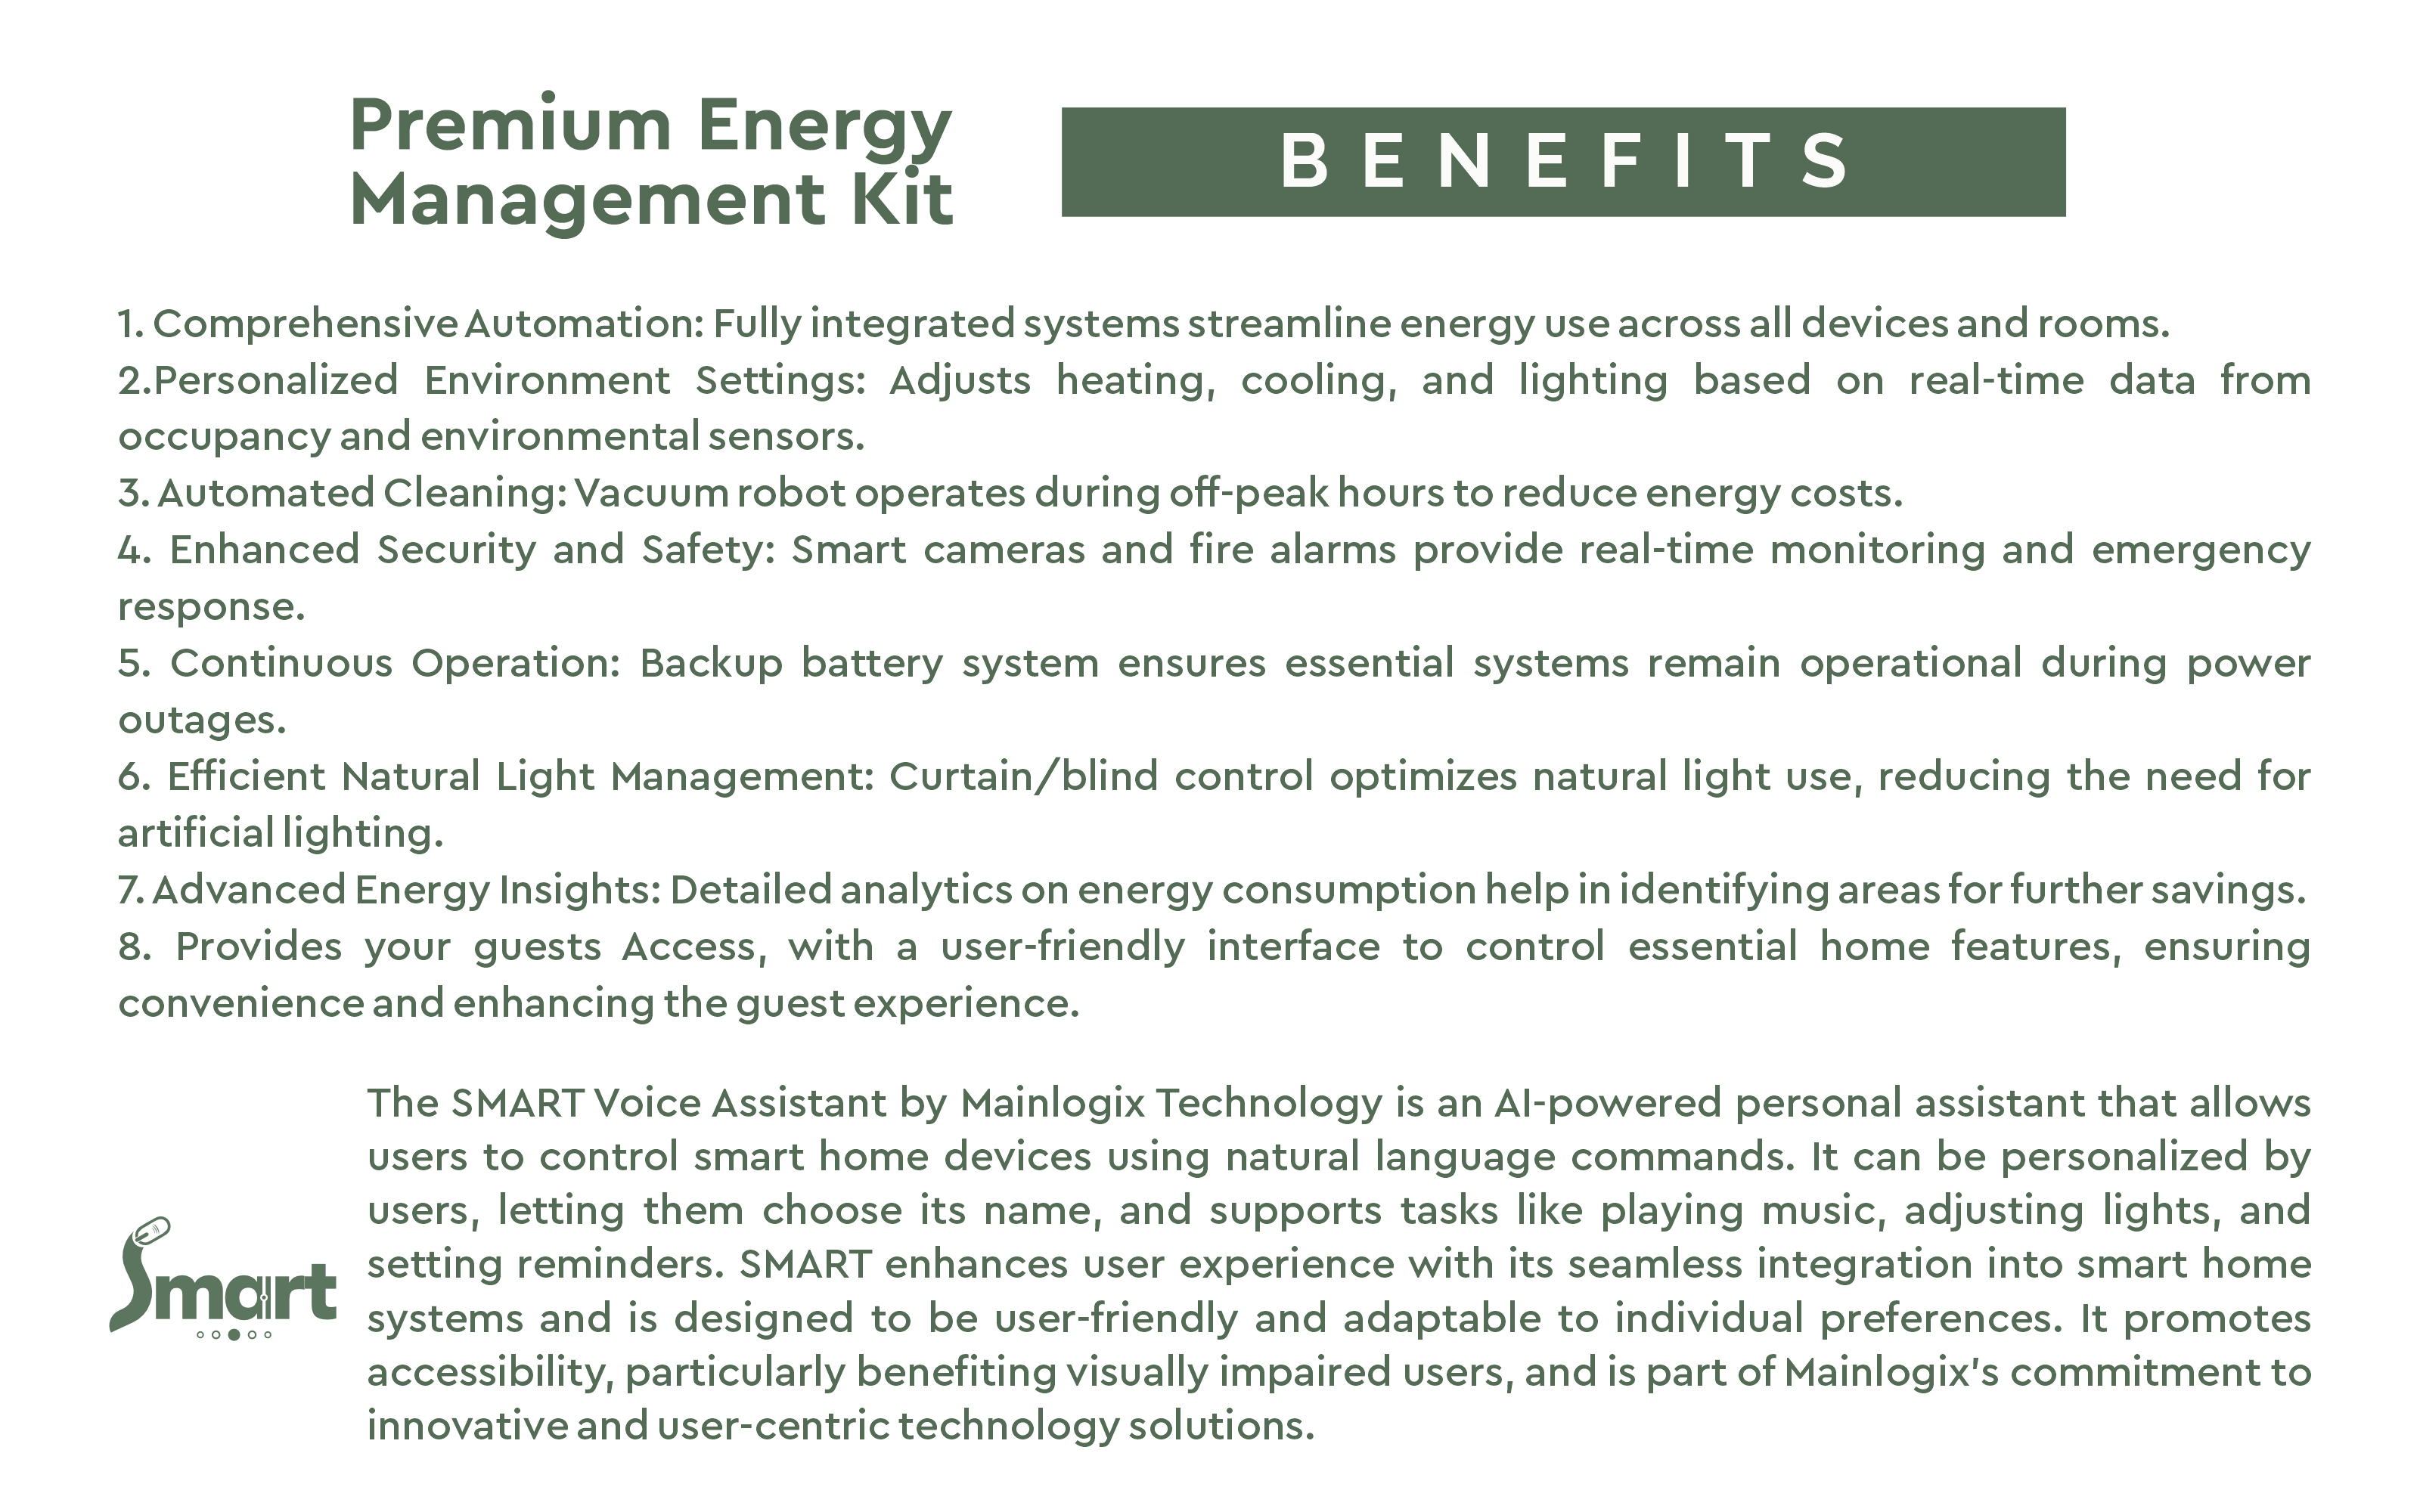 Premium Energy
Management Kit
BENEFITS
1. Comprehensive Automation: Fully integrated systems streamline energy use across all devices and rooms.
2.Personalized Environment Settings: Adjusts heating, cooling, and lighting based on real-time data from
occupancy and environmental sensors.
3. Automated Cleaning: Vacuum robot operates during off-peak hours to reduce energy costs.
4. Enhanced Security and Safety: Smart cameras and fire alarms provide real-time monitoring and emergency
response.
5. Continuous Operation: Backup battery system ensures essential systems remain operational during power
outages.
6. Efficient Natural Light Management: Curtain/blind control optimizes natural light use, reducing the need for
artificial lighting.
7. Advanced Energy Insights: Detailed analytics on energy consumption help in identifying areas for further savings.
8. Provides your guests Access, with a user-friendly interface to control essential home features, ensuring
convenience and enhancing the guest experience.
The SMART Voice Assistant by Mainlogix Technology is an AI-powered personal assistant that allows
users to control smart home devices using natural language commands. It can be personalized by
users, letting them choose its name, and supports tasks like playing music, adjusting lights, and
setting reminders. SMART enhances user experience with its seamless integration into smart home
systems and is designed to be user-friendly and adaptable to individual preferences. It promotes
accessibility, particularly benefiting visually impaired users, and is part of Mainlogix's commitment to
innovative and user-centric technology solutions.
Smart